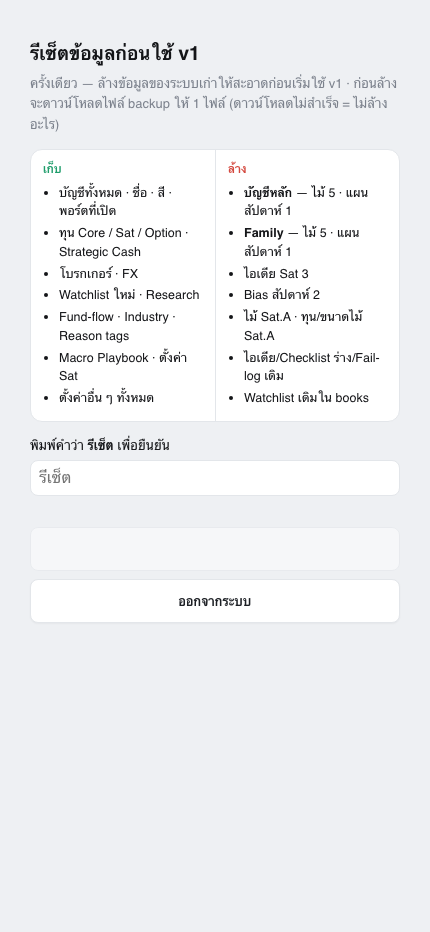 รีเซ็ตข้อมูลก่อนใช้ v1
ครั้งเดียว — ล้างข้อมูลของระบบเก่าให้สะอาดก่อนเริ่มใช้ v1 · ก่อนล้าง
จะดาวน์โหลดไฟล์ backup ให้ 1 ไฟล์ (ดาวน์โหลดไม่สำเร็จ = ไม่ล้าง
อะไร)
เก็บ
• บัญชีทั้งหมด · ชื่อ · สี ·
พอร์ตที่เปิด
• ทุน Core / Sat / Option ·
Strategic Cash
• โบรกเกอร์ · FX
• Watchlist ใหม่ · Research
• Fund-flow · Industry ·
Reason tags
• Macro Playbook · ตั้งค่า
Sat
• ตั้งค่าอื่น ๆ ทั้งหมด
ล้าง
• บัญชีหลัก — ไม้ 5 · แผน
สัปดาห์ 1
• Family — ไม้ 5 · แผน
สัปดาห์ 1
• ไอเดีย Sat 3
• Bias สัปดาห์ 2
• ไม้ Sat.A · ทุน/ขนาดไม้
Sat.A
• ไอเดีย/Checklist ร่าง/Fail-
log เดิม
• Watchlist เดิมใน books
พิมพ์คำว่า รีเซ็ต เพื่อยืนยัน
รีเซ็ต
ออกจากระบบ